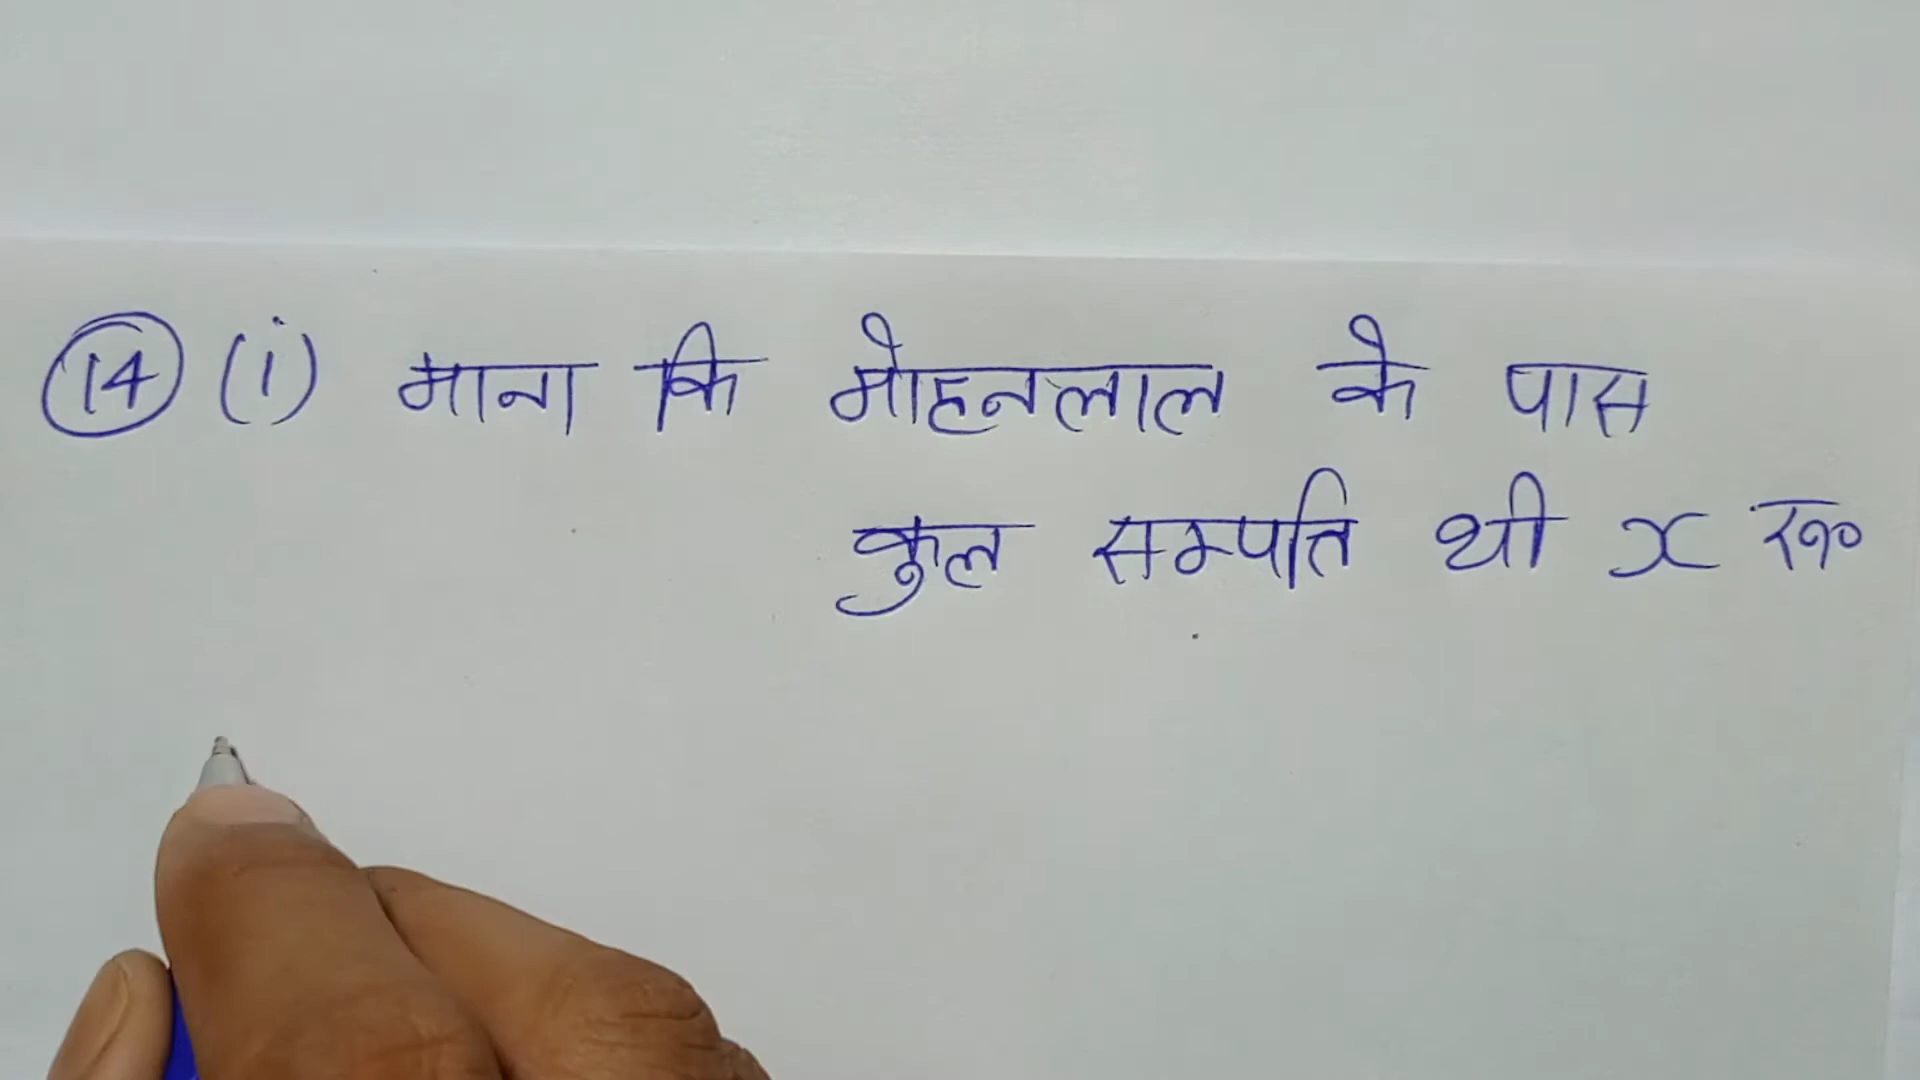 14 (i) माना कि मोहनलाल के पास
कुल सम्पति थी x रू०